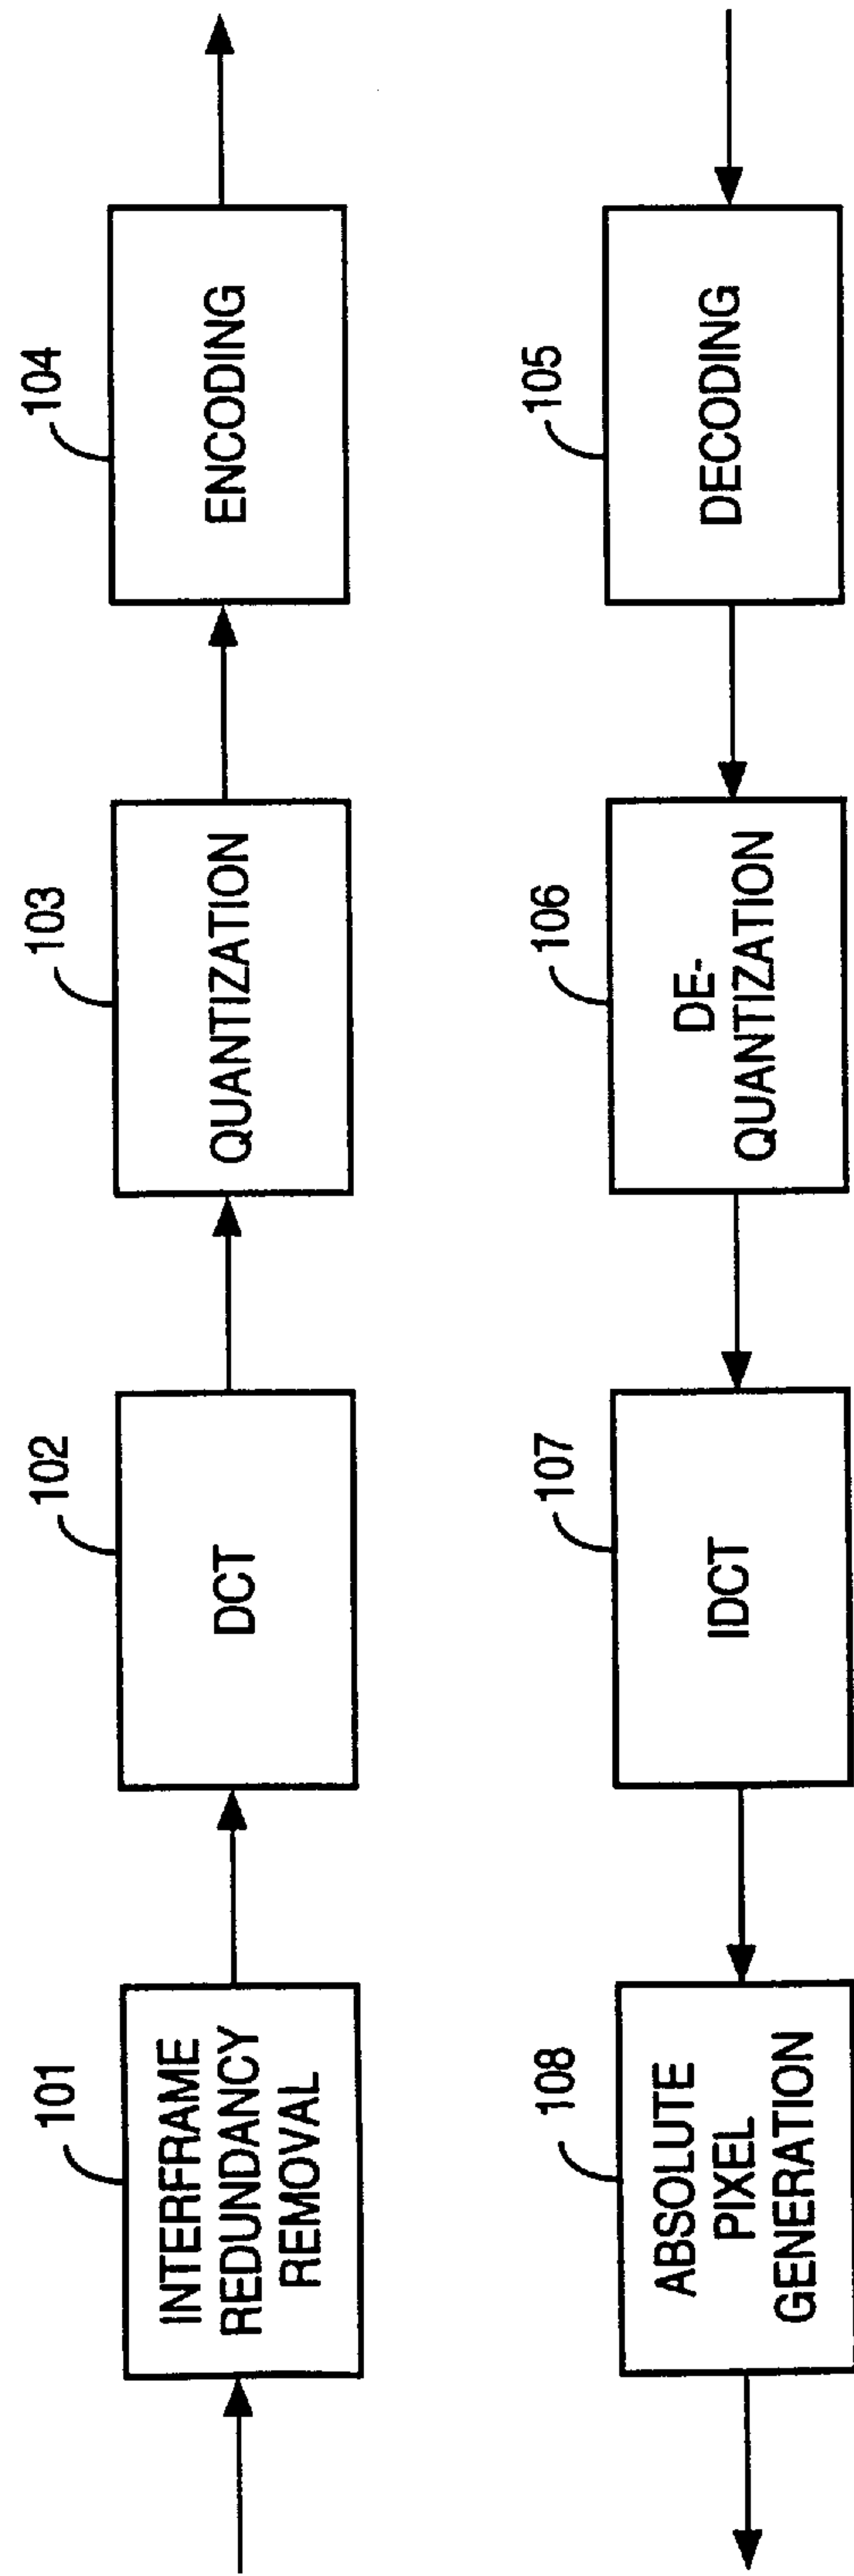 101
INTERFRAME
REDUNDANCY
REMOVAL
102
DCT
103
QUANTIZATION
104
ENCODING
108
ABSOLUTE
PIXEL
GENERATION
107
IDCT
106
DE-
QUANTIZATION
105
DECODING